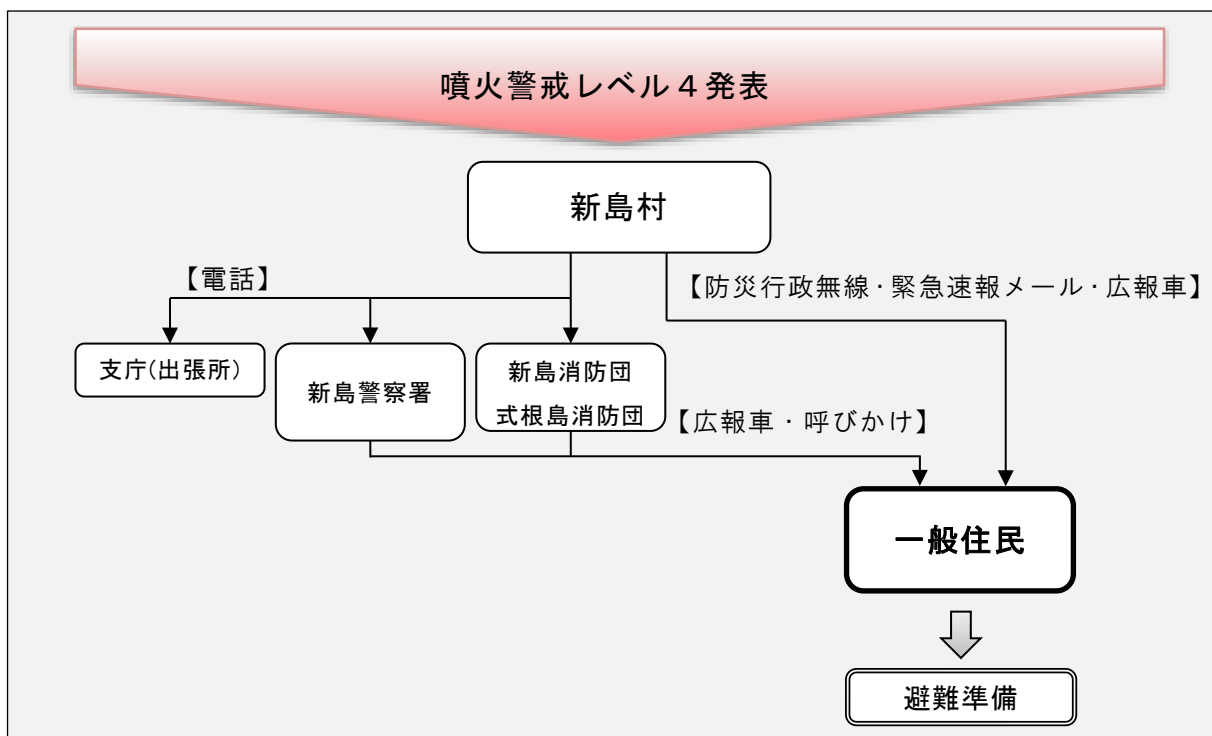 噴火警戒レベル４発表
新島村
【電話】
【防災行政無線･緊急速報メール･広報車】
支庁(出張所)
新島警察署
新島消防団
式根島消防団
【広報車・呼びかけ】
一般住民
避難準備